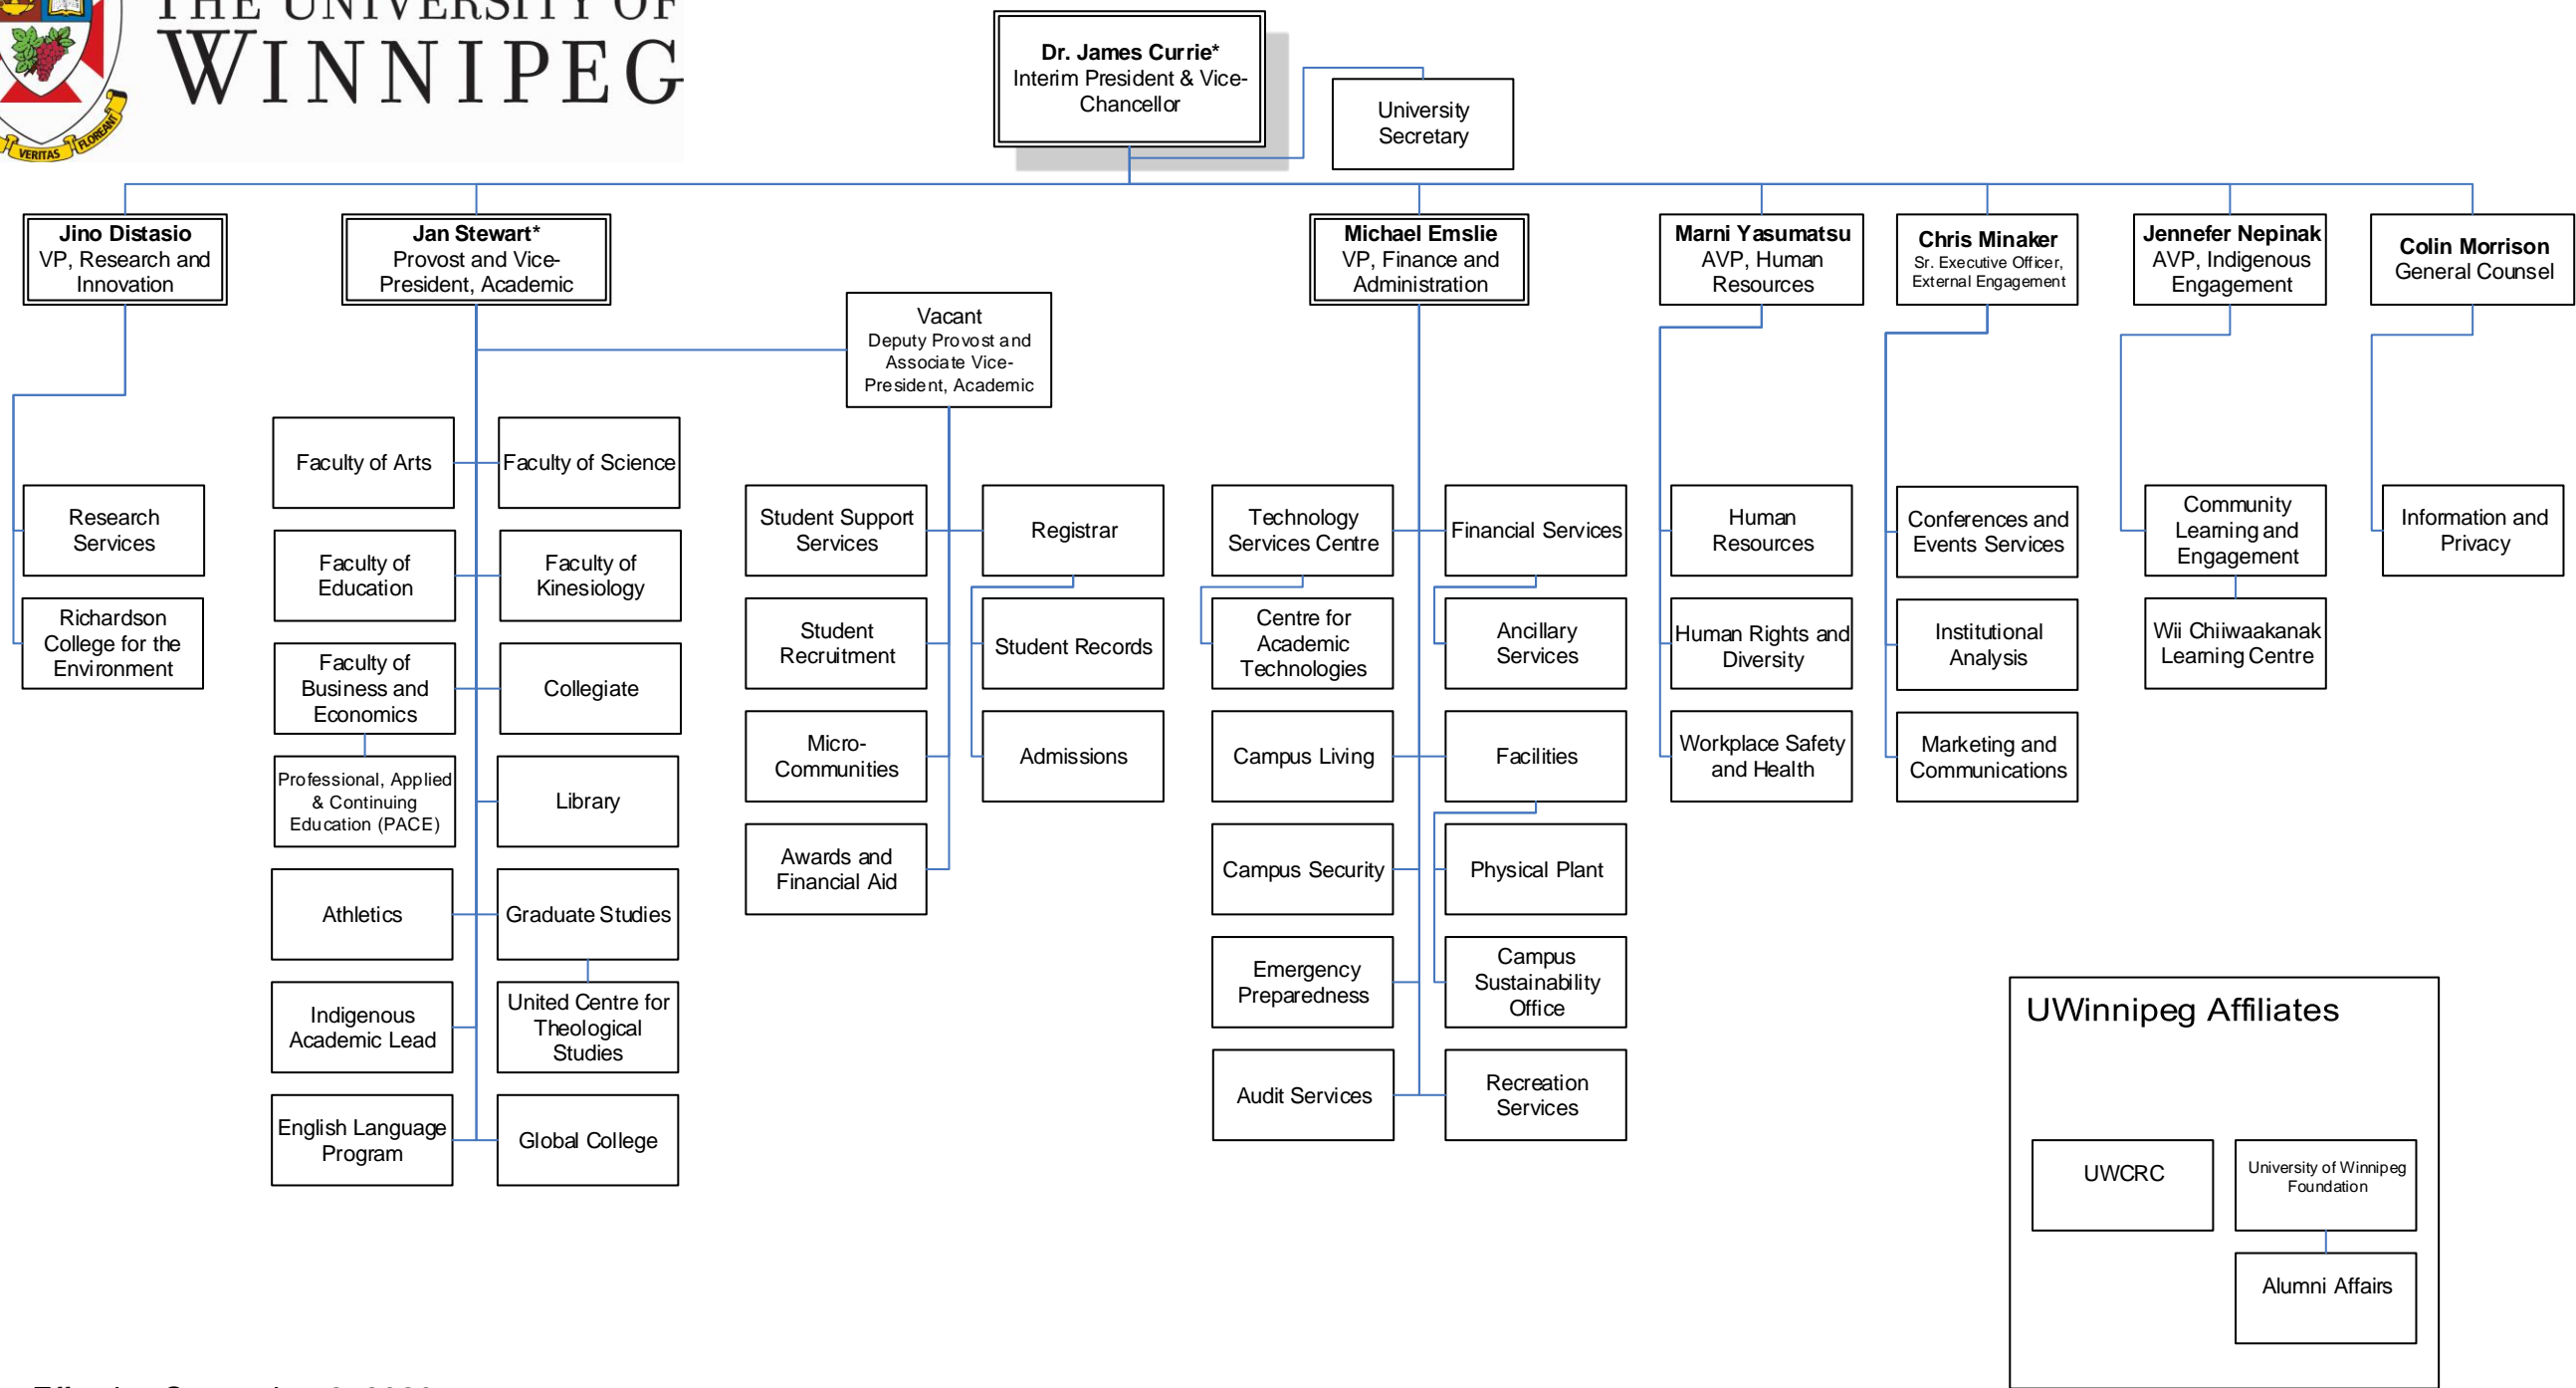 THE UNIVERSITY OF
WINNIPEG
VERITAS
FLOREANT
Dr. James Currie*
Interim President & Vice-
Chancellor
University
Secretary
Jino Distasio
VP, Research and
Innovation
Jan Stewart*
Provost and Vice-
President, Academic
Michael Emslie
VP, Finance and
Administration
Marni Yasumatsu
AVP, Human
Resources
Chris Minaker
Sr. Executive Officer,
External Engagement
Jennefer Nepinak
AVP, Indigenous
Engagement
Colin Morrison
General Counsel
Vacant
Deputy Provost and
Associate Vice-
President, Academic
Research
Services
Richardson
College for the
Environment
Faculty of Arts
Faculty of Science
Faculty of
Education
Faculty of
Kinesiology
Faculty of
Business and
Economics
Collegiate
Professional, Applied
& Continuing
Education (PACE)
Library
Athletics
Graduate Studies
Indigenous
Academic Lead
United Centre for
Theological
Studies
English Language
Program
Global College
Student Support
Services
Registrar
Student
Recruitment
Student Records
Micro-
Communities
Admissions
Awards and
Financial Aid
Technology
Services Centre
Financial Services
Centre for
Academic
Technologies
Ancillary
Services
Campus Living
Facilities
Campus Security
Physical Plant
Emergency
Preparedness
Campus
Sustainability
Office
Audit Services
Recreation
Services
Human
Resources
Human Rights and
Diversity
Workplace Safety
and Health
Conferences and
Events Services
Institutional
Analysis
Marketing and
Communications
Community
Learning and
Engagement
Wii Chiiwaakanak
Learning Centre
Information and
Privacy
UWinnipeg Affiliates
UWCRC
University of Winnipeg
Foundation
Alumni Affairs